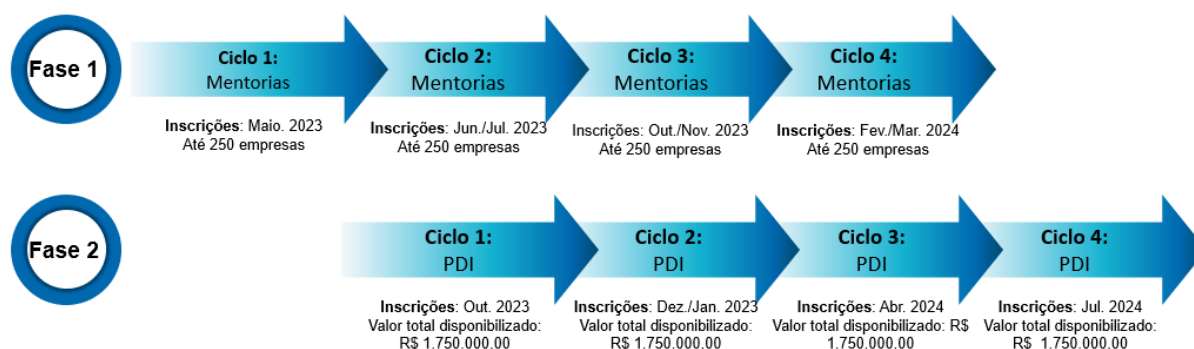 Fase 1
Ciclo 1:
Mentorias
Inscrições: Maio. 2023
Até 250 empresas
Ciclo 2:
Mentorias
Inscrições: Jun./Jul. 2023
Até 250 empresas
Ciclo 3:
Mentorias
Inscrições: Out./Nov. 2023
Até 250 empresas
Ciclo 4:
Mentorias
Inscrições: Fev./Mar. 2024
Até 250 empresas
Fase 2
Ciclo 1:
PDI
Inscrições: Out. 2023
Valor total disponibilizado:
R$ 1.750.000.00
Ciclo 2:
PDI
Inscrições: Dez./Jan. 2023
Valor total disponibilizado:
R$ 1.750.000.00
Ciclo 3:
PDI
Inscrições: Abr. 2024
Valor total disponibilizado: R$
1.750.000.00
Ciclo 4:
PDI
Inscrições: Jul. 2024
Valor total disponibilizado:
R$ 1.750.000.00